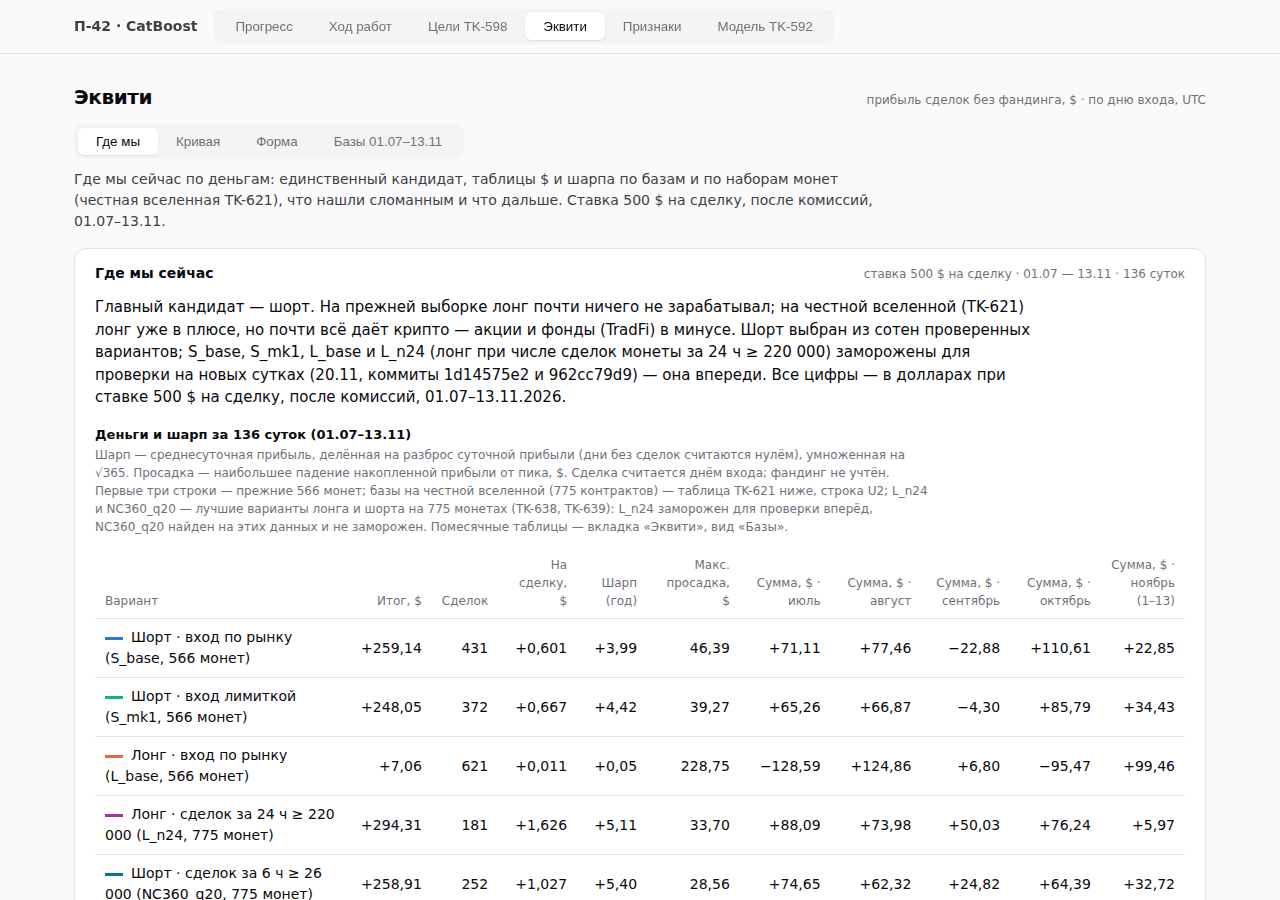 П-42 · CatBoost Прогресс Ход работ Цели TK-598 Эквити Признаки Модель TK-592
Эквити
прибыль сделок без фандинга, $ · по дню входа, UTC
Где мы Кривая Форма Базы 01.07–13.11
Где мы сейчас по деньгам: единственный кандидат, таблицы $ и шарпа по базам и по наборам монет
(честная вселенная TK-621), что нашли сломанным и что дальше. Ставка 500 $ на сделку, после комиссий,
01.07–13.11.
Где мы сейчас
ставка 500 $ на сделку · 01.07 — 13.11 · 136 суток
Главный кандидат — шорт. На прежней выборке лонг почти ничего не зарабатывал; на честной вселенной (TK-621)
лонг уже в плюсе, но почти всё даёт крипто — акции и фонды (TradFi) в минусе. Шорт выбран из сотен проверенных
вариантов; S_base, S_mk1, L_base и L_n24 (лонг при числе сделок монеты за 24 ч ≥ 220 000) заморожены для
проверки на новых сутках (20.11, коммиты 1d14575e2 и 962cc79d9) — она впереди. Все цифры — в долларах при
ставке 500 $ на сделку, после комиссий, 01.07–13.11.2026.
Деньги и шарп за 136 суток (01.07–13.11)
Шарп — среднесуточная прибыль, делённая на разброс суточной прибыли (дни без сделок считаются нулём), умноженная на
√365. Просадка — наибольшее падение накопленной прибыли от пика, $. Сделка считается днём входа; фандинг не учтён.
Первые три строки — прежние 566 монет; базы на честной вселенной (775 контрактов) — таблица TK-621 ниже, строка U2; L_n24
и NC360_q20 — лучшие варианты лонга и шорта на 775 монетах (TK-638, TK-639): L_n24 заморожен для проверки вперёд,
NC360_q20 найден на этих данных и не заморожен. Помесячные таблицы — вкладка «Эквити», вид «Базы».
Вариант Итог, $ Сделок На сделку, $ Шарп (год) Макс. просадка, $ Сумма, $ · июль Сумма, $ · август Сумма, $ · сентябрь Сумма, $ · октябрь Сумма, $ · ноябрь (1–13)
Шорт · вход по рынку
(S_base, 566 монет) +259,14 431 +0,601 +3,99 46,39 +71,11 +77,46 −22,88 +110,61 +22,85
Шорт · вход лимиткой
(S_mk1, 566 монет) +248,05 372 +0,667 +4,42 39,27 +65,26 +66,87 −4,30 +85,79 +34,43
Лонг · вход по рынку
(L_base, 566 монет) +7,06 621 +0,011 +0,05 228,75 −128,59 +124,86 +6,80 −95,47 +99,46
Лонг · сделок за 24 ч ≥ 220
000 (L_n24, 775 монет) +294,31 181 +1,626 +5,11 33,70 +88,09 +73,98 +50,03 +76,24 +5,97
Шорт · сделок за 6 ч ≥ 26
000 (NC360_q20, 775 монет) +258,91 252 +1,027 +5,40 28,56 +74,65 +62,32 +24,82 +64,39 +32,72